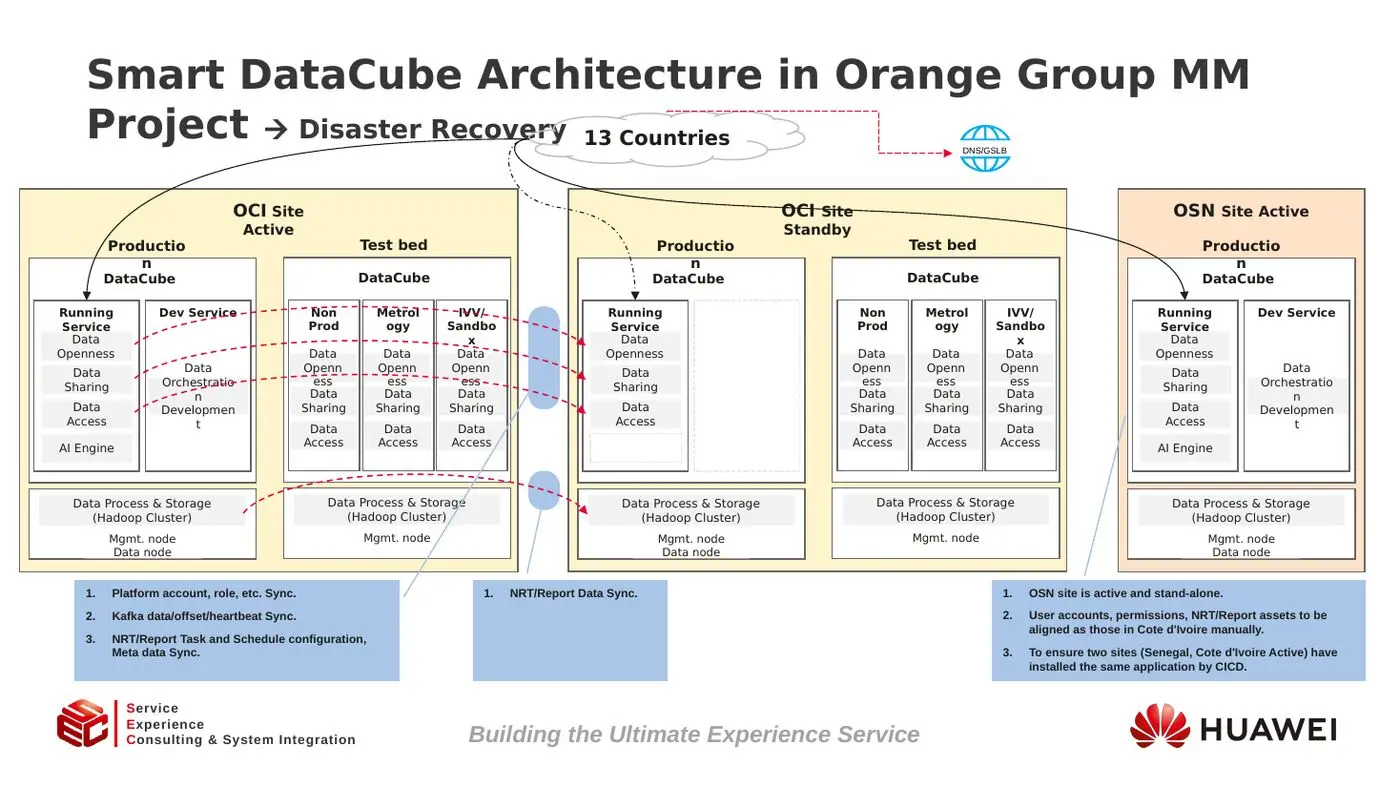 Smart DataCube Architecture in Orange Group MM
Project → Disaster Recovery
13 Countries
DNS/GSLB
OCI Site
Active
Productio
n
DataCube
Running
Service
Data
Openness
Data
Sharing
Data
Access
AI Engine
Dev Service
Data
Orchestratio
n
Developmen
t
Data Process & Storage
(Hadoop Cluster)
Mgmt. node
Data node
Test bed
DataCube
Non
Prod
Data
Openn
ess
Data
Sharing
Data
Access
Metrol
ogy
Data
Openn
ess
Data
Sharing
Data
Access
IVV/
Sandbo
x
Data
Openn
ess
Data
Sharing
Data
Access
Data Process & Storage
(Hadoop Cluster)
Mgmt. node
OCI Site
Standby
Productio
n
DataCube
Running
Service
Data
Openness
Data
Sharing
Data
Access
Data Process & Storage
(Hadoop Cluster)
Mgmt. node
Data node
Test bed
DataCube
Non
Prod
Data
Openn
ess
Data
Sharing
Data
Access
Metrol
ogy
Data
Openn
ess
Data
Sharing
Data
Access
IVV/
Sandbo
x
Data
Openn
ess
Data
Sharing
Data
Access
Data Process & Storage
(Hadoop Cluster)
Mgmt. node
OSN Site Active
Productio
n
DataCube
Running
Service
Data
Openness
Data
Sharing
Data
Access
AI Engine
Dev Service
Data
Orchestratio
n
Developmen
t
Data Process & Storage
(Hadoop Cluster)
Mgmt. node
Data node
1. Platform account, role, etc. Sync.
2. Kafka data/offset/heartbeat Sync.
3. NRT/Report Task and Schedule configuration,
Meta data Sync.
1. NRT/Report Data Sync.
1. OSN site is active and stand-alone.
2. User accounts, permissions, NRT/Report assets to be
aligned as those in Cote d'Ivoire manually.
3. To ensure two sites (Senegal, Cote d'Ivoire Active) have
installed the same application by CICD.
SEC
Service
Experience
Consulting & System Integration
Building the Ultimate Experience Service
HUAWEI